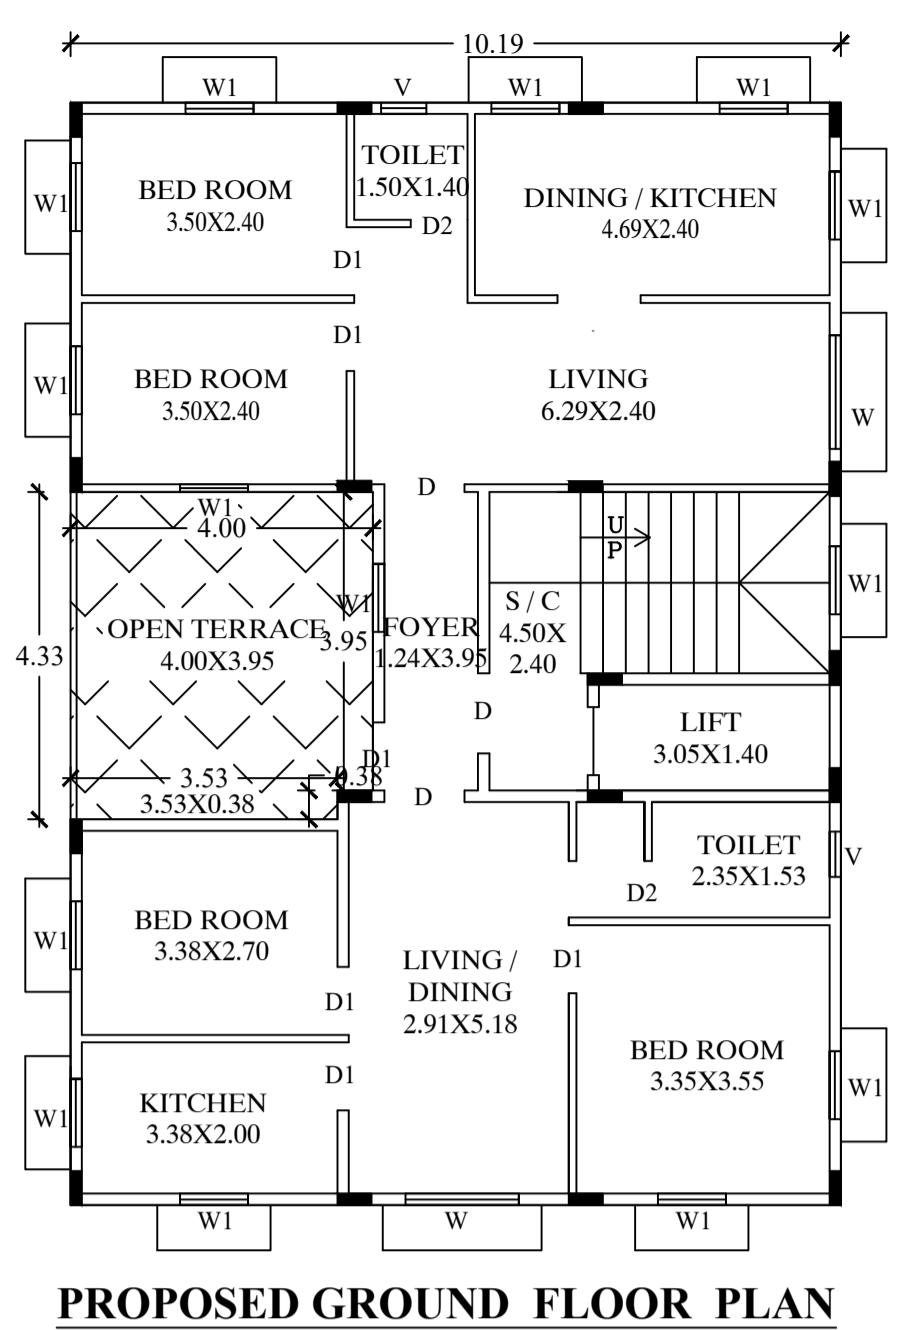 10.19
W1
V
W1
W1
TOILET
1.50X1.40
BED ROOM
3.50X2.40
DINING / KITCHEN
4.69X2.40
W1
W1
D2
D1
D1
BED ROOM
3.50X2.40
LIVING
6.29X2.40
W1
W
D
W1
4.00
UP
W1
W1
S / C
4.50X
2.40
OPEN TERRACE
4.00X3.95
3.95
FOYER
1.24X3.95
4.33
D
LIFT
3.05X1.40
D1
3.53
0.38
3.53X0.38
D
TOILET
2.35X1.53
V
D2
BED ROOM
3.38X2.70
W1
LIVING /
DINING
2.91X5.18
D1
D1
BED ROOM
3.35X3.55
D1
W1
KITCHEN
3.38X2.00
W1
W1
W
W1
PROPOSED GROUND FLOOR PLAN